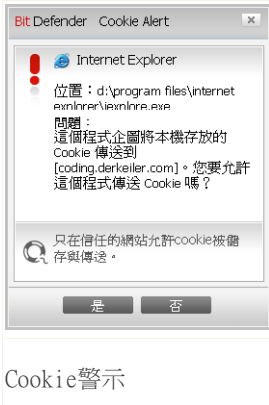 Bit Defender Cookie Alert
Internet Explorer
位置：d:\program files\internet
explorer\iexplore.exe
問題：
這個程式企圖將本機存放的
Cookie 傳送到
[coding.derkeiler.com]。您要允許
這個程式傳送 Cookie 嗎？
只在信任的網站允許cookie被儲
存與傳送。
是 否
Cookie警示